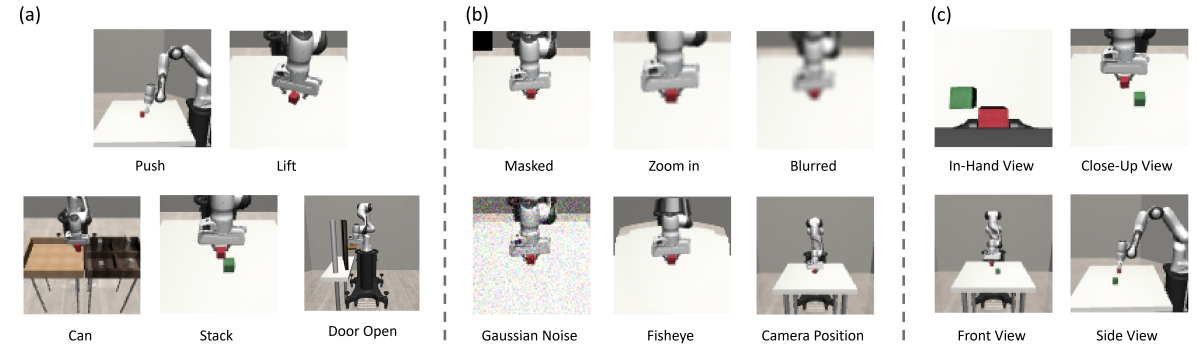 (a)
Push
Lift
Can
Stack
Door Open
(b)
Masked
Zoom in
Blurred
Gaussian Noise
Fisheye
Camera Position
(c)
In-Hand View
Close-Up View
Front View
Side View